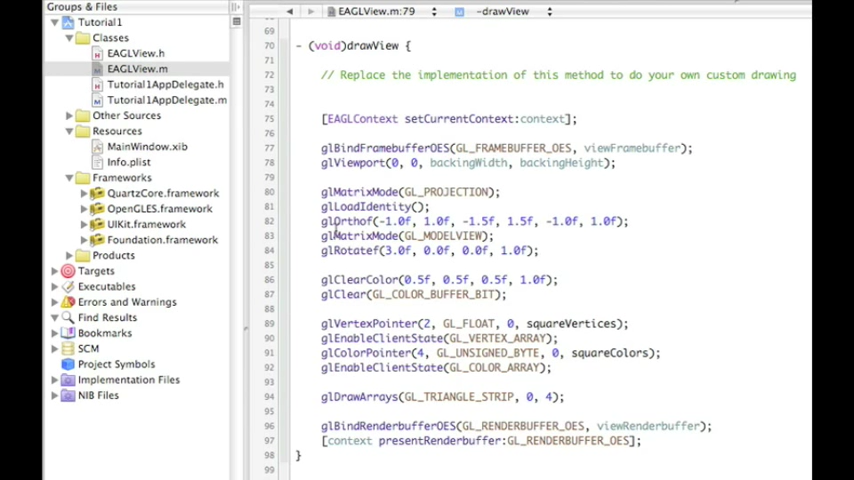 Groups & Files
Tutorial1
Classes
EAGLView.h
EAGLView.m
Tutorial1AppDelegate.h
Tutorial1AppDelegate.m
Other Sources
Resources
MainWindow.xib
Info.plist
Frameworks
QuartzCore.framework
OpenGLES.framework
UIKit.framework
Foundation.framework
Products
Targets
Executables
Errors and Warnings
Find Results
Bookmarks
SCM
Project Symbols
Implementation Files
NIB Files
EAGLView.m:79 -drawView
69
70 - (void)drawView {
71
72 // Replace the implementation of this method to do your own custom drawing
73
74
75 [EAGLContext setCurrentContext:context];
76
77 glBindFramebufferOES(GL_FRAMEBUFFER_OES, viewFramebuffer);
78 glViewport(0, 0, backingWidth, backingHeight);
79
80 glMatrixMode(GL_PROJECTION);
81 glLoadIdentity();
82 glOrthof(-1.0f, 1.0f, -1.5f, 1.5f, -1.0f, 1.0f);
83 glMatrixMode(GL_MODELVIEW);
84 glRotatef(3.0f, 0.0f, 0.0f, 1.0f);
85
86 glClearColor(0.5f, 0.5f, 0.5f, 1.0f);
87 glClear(GL_COLOR_BUFFER_BIT);
88
89 glVertexPointer(2, GL_FLOAT, 0, squareVertices);
90 glEnableClientState(GL_VERTEX_ARRAY);
91 glColorPointer(4, GL_UNSIGNED_BYTE, 0, squareColors);
92 glEnableClientState(GL_COLOR_ARRAY);
93
94 glDrawArrays(GL_TRIANGLE_STRIP, 0, 4);
95
96 glBindRenderbufferOES(GL_RENDERBUFFER_OES, viewRenderbuffer);
97 [context presentRenderbuffer:GL_RENDERBUFFER_OES];
98 }
99